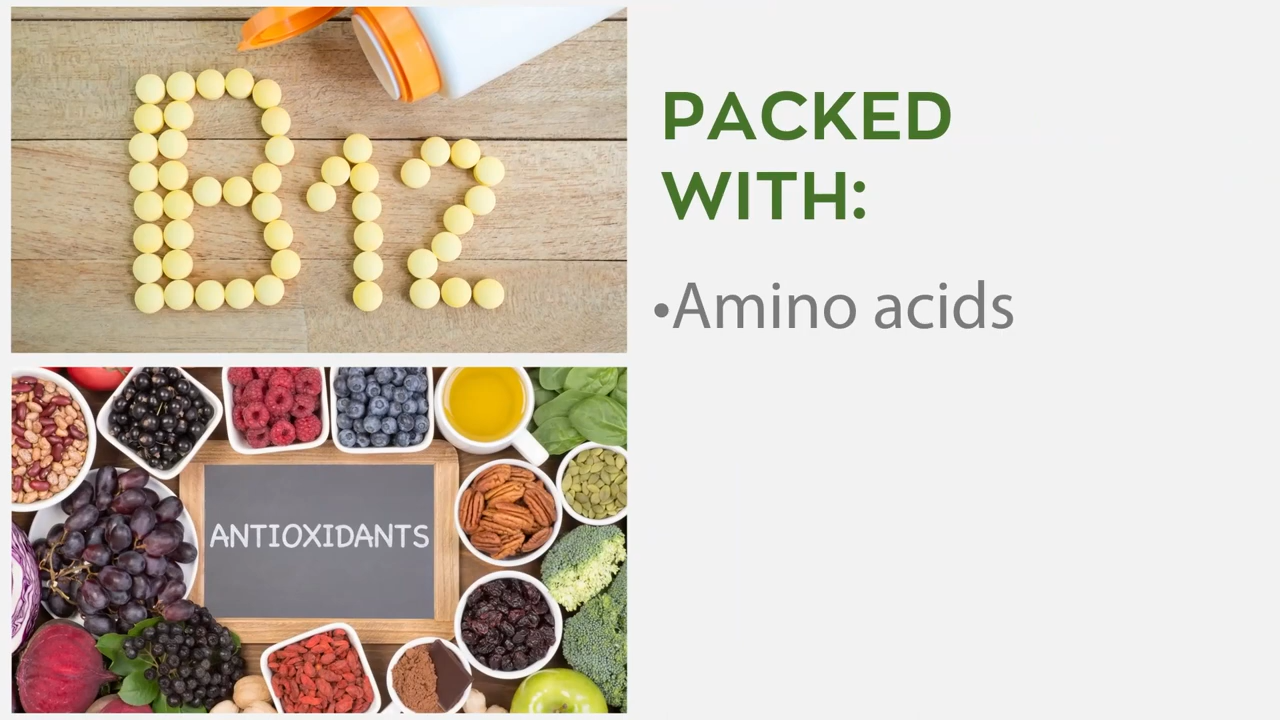 B12
PACKED
WITH:
•Amino acids
ANTIOXIDANTS